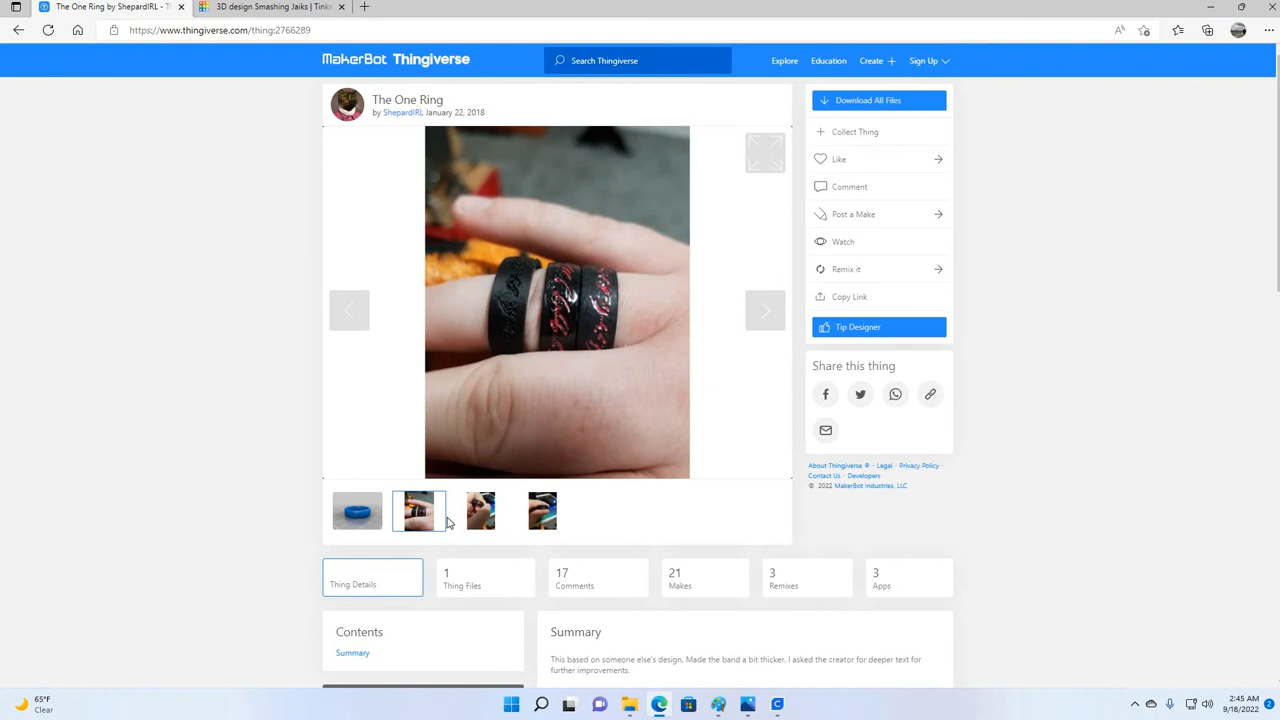 The One Ring by ShepardIRL - T
3D design Smashing Jaiks | Tink
https://www.thingiverse.com/thing:2766289
MakerBot Thingiverse
Search Thingiverse
Explore
Education
Create
Sign Up
The One Ring
by ShepardIRL January 22, 2018
Download All Files
Collect Thing
Like
Comment
Post a Make
Watch
Remix it
Copy Link
Tip Designer
Share this thing
About Thingiverse ® · Legal · Privacy Policy ·
Contact Us · Developers
© 2022 MakerBot Industries, LLC
Thing Details
1
Thing Files
17
Comments
21
Makes
3
Remixes
3
Apps
Contents
Summary
Summary
This based on someone else's design. Made the band a bit thicker. I asked the creator for deeper text for
further improvements.
65°F
Clear
2:45 AM
9/18/2022
2